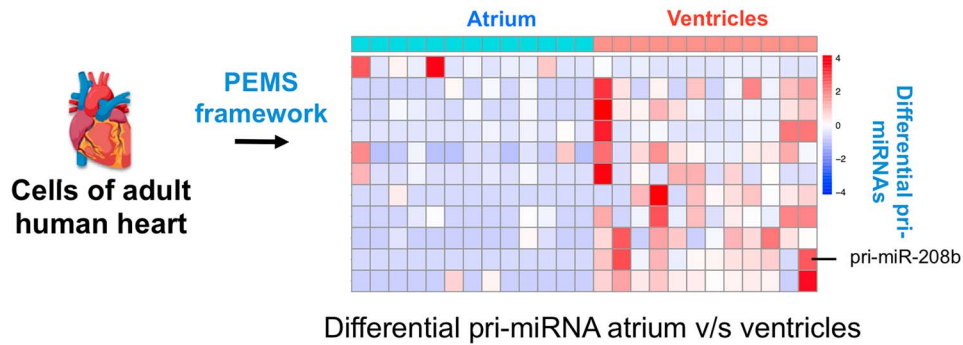 Atrium
Ventricles
PEMS
framework
Cells of adult
human heart
4
2
0
−2
−4
Differential pri-
miRNAs
pri-miR-208b
Differential pri-miRNA atrium v/s ventricles